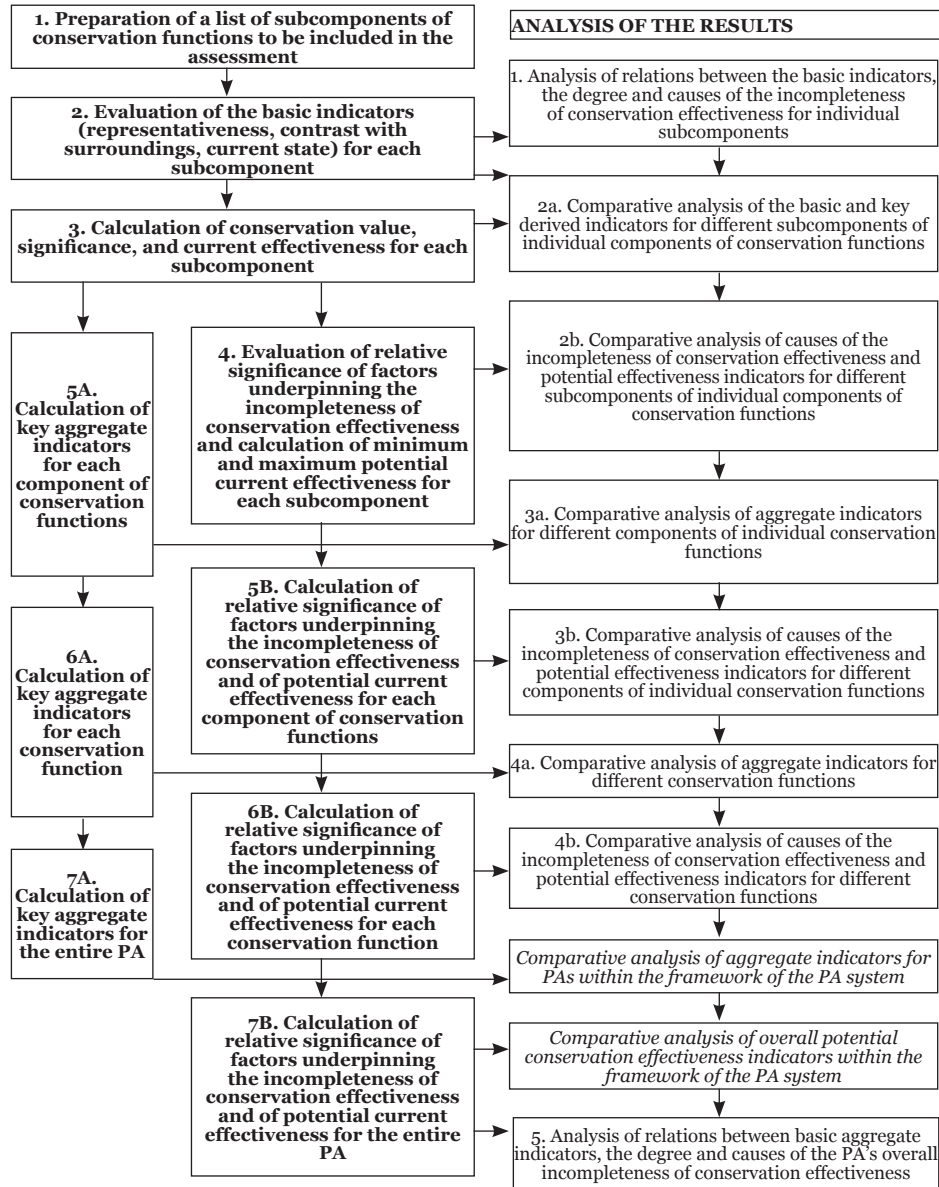 1. Preparation of a list of subcomponents
of conservation functions to be included in the
assessment
2. Evaluation of the basic indicators
(representativeness, contrast with
surroundings, current state) for each
subcomponent
3. Calculation of conservation value,
significance, and current effectiveness for each
subcomponent
5A.
Calculation of
key aggregate
indicators
for each
component of
conservation
functions
6A.
Calculation of
key aggregate
indicators
for each
conservation
function
7A.
Calculation of
key aggregate
indicators for
the entire PA
4. Evaluation of relative
significance of factors
underpinning the
incompleteness of
conservation effectiveness
and calculation of minimum
and maximum potential
current effectiveness for
each subcomponent
5B. Calculation of
relative significance of
factors underpinning
the incompleteness of
conservation effectiveness
and of potential current
effectiveness for each
component of conservation
functions
6B. Calculation of
relative significance of
factors underpinning
the incompleteness of
conservation effectiveness
and of potential current
effectiveness for each
conservation function
7B. Calculation of
relative significance of
factors underpinning
the incompleteness of
conservation effectiveness
and of potential current
effectiveness for the entire
PA
ANALYSIS OF THE RESULTS
1. Analysis of relations between the basic indicators,
the degree and causes of the incompleteness
of conservation effectiveness for individual
subcomponents
2a. Comparative analysis of the basic and key
derived indicators for different subcomponents of
individual components of conservation functions
2b. Comparative analysis of causes of the
incompleteness of conservation effectiveness and
potential effectiveness indicators for different
subcomponents of individual components of
conservation functions
3a. Comparative analysis of aggregate indicators
for different components of individual conservation
functions
3b. Comparative analysis of causes of the
incompleteness of conservation effectiveness and
potential effectiveness indicators for different
components of individual conservation functions
4a. Comparative analysis of aggregate indicators for
different conservation functions
4b. Comparative analysis of causes of the
incompleteness of conservation effectiveness and
potential effectiveness indicators for different
conservation functions
Comparative analysis of aggregate indicators for
PAs within the framework of the PA system
Comparative analysis of overall potential
conservation effectiveness indicators within the
framework of the PA system
5. Analysis of relations between basic aggregate
indicators, the degree and causes of the PA's overall
incompleteness of conservation effectiveness